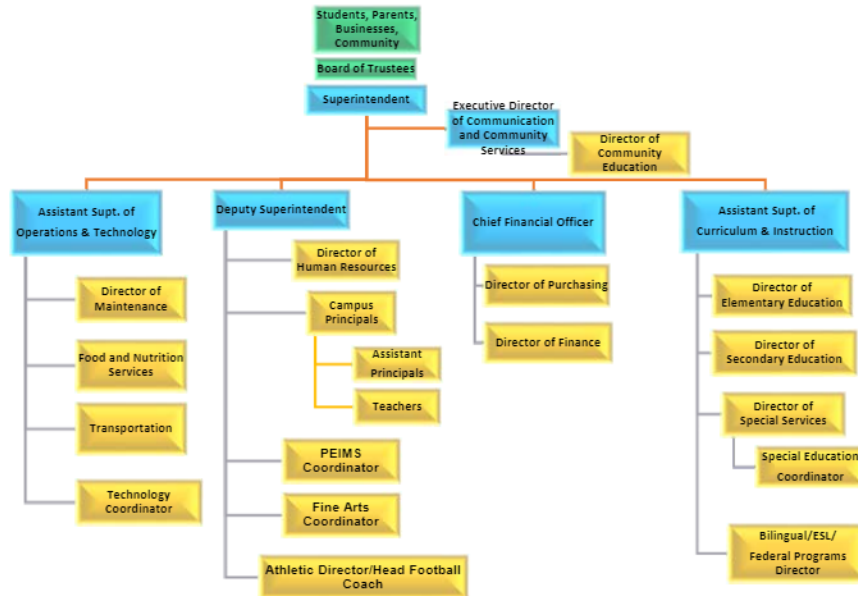 Students, Parents,
Businesses,
Community
Board of Trustees
Superintendent
Executive Director
of Communication
and Community
Services
Director of
Community
Education
Assistant Supt. of
Operations & Technology
Director of
Maintenance
Food and Nutrition
Services
Transportation
Technology
Coordinator
Deputy Superintendent
Director of
Human Resources
Campus
Principals
Assistant
Principals
Teachers
PEIMS
Coordinator
Fine Arts
Coordinator
Athletic Director/Head Football
Coach
Chief Financial Officer
Director of Purchasing
Director of Finance
Assistant Supt. of
Curriculum & Instruction
Director of
Elementary Education
Director of
Secondary Education
Director of
Special Services
Special Education
Coordinator
Bilingual/ESL/
Federal Programs
Director